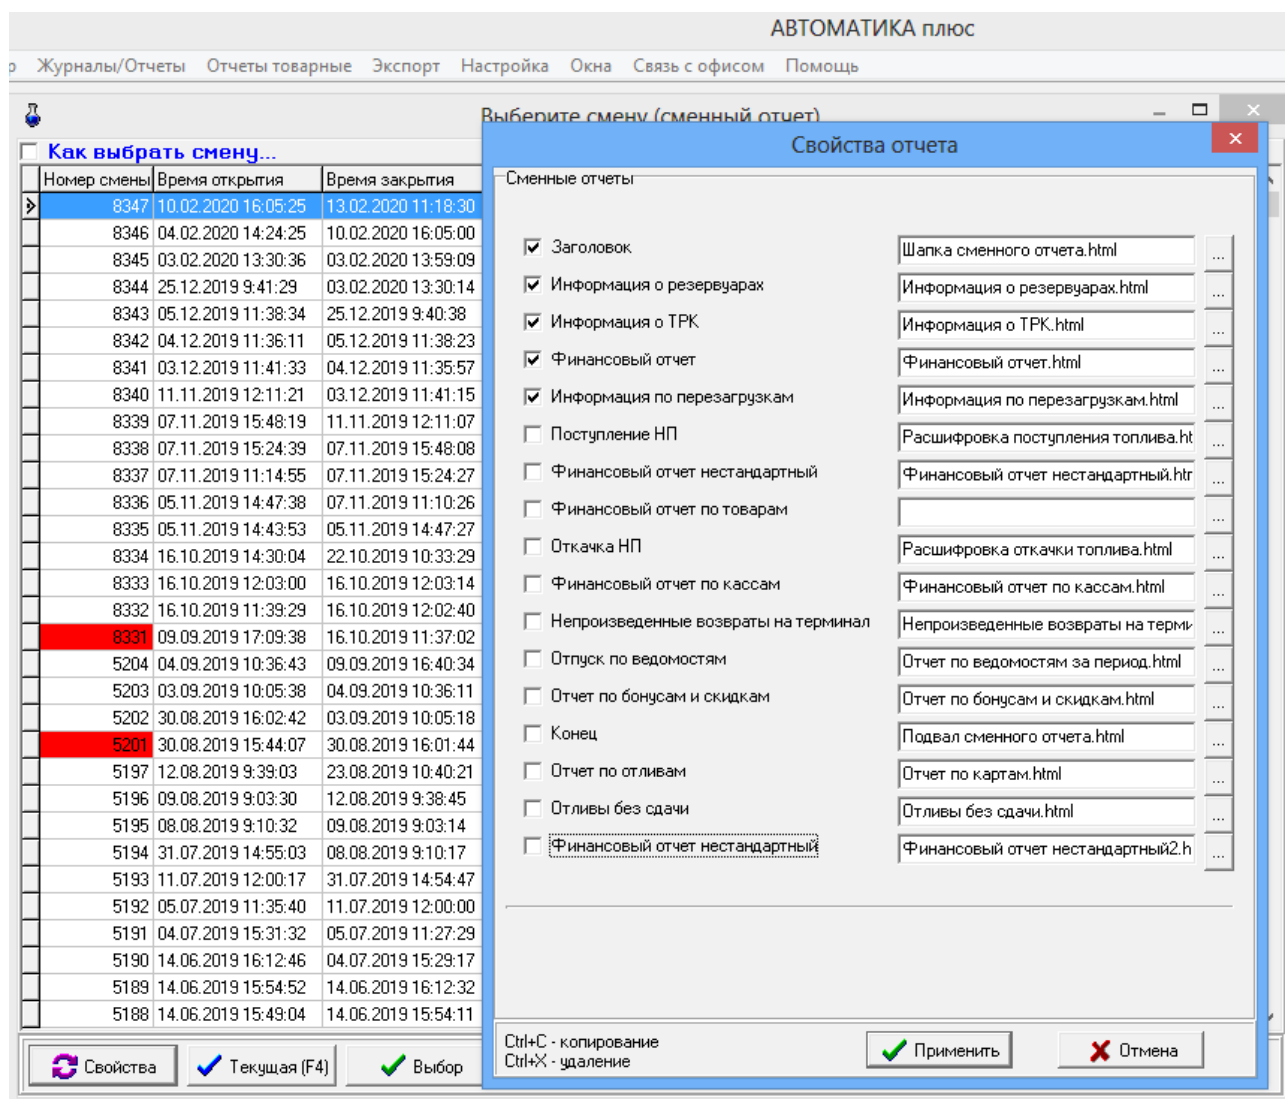 АВТОМАТИКА плюс
Журналы/Отчеты Отчеты товарные Экспорт Настройка Окна Связь с офисом Помощь
Выберите смену (сменный отчет)
Как выбрать смену...
Номер смены Время открытия Время закрытия
8347 10.02.2020 16:05:25 13.02.2020 11:18:30
8346 04.02.2020 14:24:25 10.02.2020 16:05:00
8345 03.02.2020 13:30:36 03.02.2020 13:59:09
8344 25.12.2019 9:41:29 03.02.2020 13:30:14
8343 05.12.2019 11:38:34 25.12.2019 9:40:38
8342 04.12.2019 11:36:11 05.12.2019 11:38:23
8341 03.12.2019 11:41:33 04.12.2019 11:35:57
8340 11.11.2019 12:11:21 03.12.2019 11:41:15
8339 07.11.2019 15:48:19 11.11.2019 12:11:07
8338 07.11.2019 15:24:39 07.11.2019 15:48:08
8337 07.11.2019 11:14:55 07.11.2019 15:24:27
8336 05.11.2019 14:47:38 07.11.2019 11:10:26
8335 05.11.2019 14:43:53 05.11.2019 14:47:27
8334 16.10.2019 14:30:04 22.10.2019 10:33:29
8333 16.10.2019 12:03:00 16.10.2019 12:03:14
8332 16.10.2019 11:39:29 16.10.2019 12:02:40
8331 09.09.2019 17:09:38 16.10.2019 11:37:02
5204 04.09.2019 10:36:43 09.09.2019 16:40:34
5203 03.09.2019 10:05:38 04.09.2019 10:36:11
5202 30.08.2019 16:02:42 03.09.2019 10:05:18
5201 30.08.2019 15:44:07 30.08.2019 16:01:44
5197 12.08.2019 9:39:03 23.08.2019 10:40:21
5196 09.08.2019 9:03:30 12.08.2019 9:38:45
5195 08.08.2019 9:10:32 09.08.2019 9:03:14
5194 31.07.2019 14:55:03 08.08.2019 9:10:17
5193 11.07.2019 12:00:17 31.07.2019 14:54:47
5192 05.07.2019 11:35:40 11.07.2019 12:00:00
5191 04.07.2019 15:31:32 05.07.2019 11:27:29
5190 14.06.2019 16:12:46 04.07.2019 15:29:17
5189 14.06.2019 15:54:52 14.06.2019 16:12:32
5188 14.06.2019 15:49:04 14.06.2019 15:54:11
Свойства Текущая (F4) Выбор
Свойства отчета
Сменные отчеты
Заголовок Шапка сменного отчета.html ...
Информация о резервуарах Информация о резервуарах.html ...
Информация о ТРК Информация о ТРК.html ...
Финансовый отчет Финансовый отчет.html ...
Информация по перезагрузкам Информация по перезагрузкам.html ...
Поступление НП Расшифровка поступления топлива.ht ...
Финансовый отчет нестандартный Финансовый отчет нестандартный.htr ...
Финансовый отчет по товарам ...
Откачка НП Расшифровка откачки топлива.html ...
Финансовый отчет по кассам Финансовый отчет по кассам.html ...
Непроизведенные возвраты на терминал Непроизведенные возвраты на терми ...
Отпуск по ведомостям Отчет по ведомостям за период.html ...
Отчет по бонусам и скидкам Отчет по бонусам и скидкам.html ...
Конец Подвал сменного отчета.html ...
Отчет по отливам Отчет по картам.html ...
Отливы без сдачи Отливы без сдачи.html ...
Финансовый отчет нестандартный Финансовый отчет нестандартный2.h ...
Ctrl+C - копирование
Ctrl+X - удаление
Применить Отмена